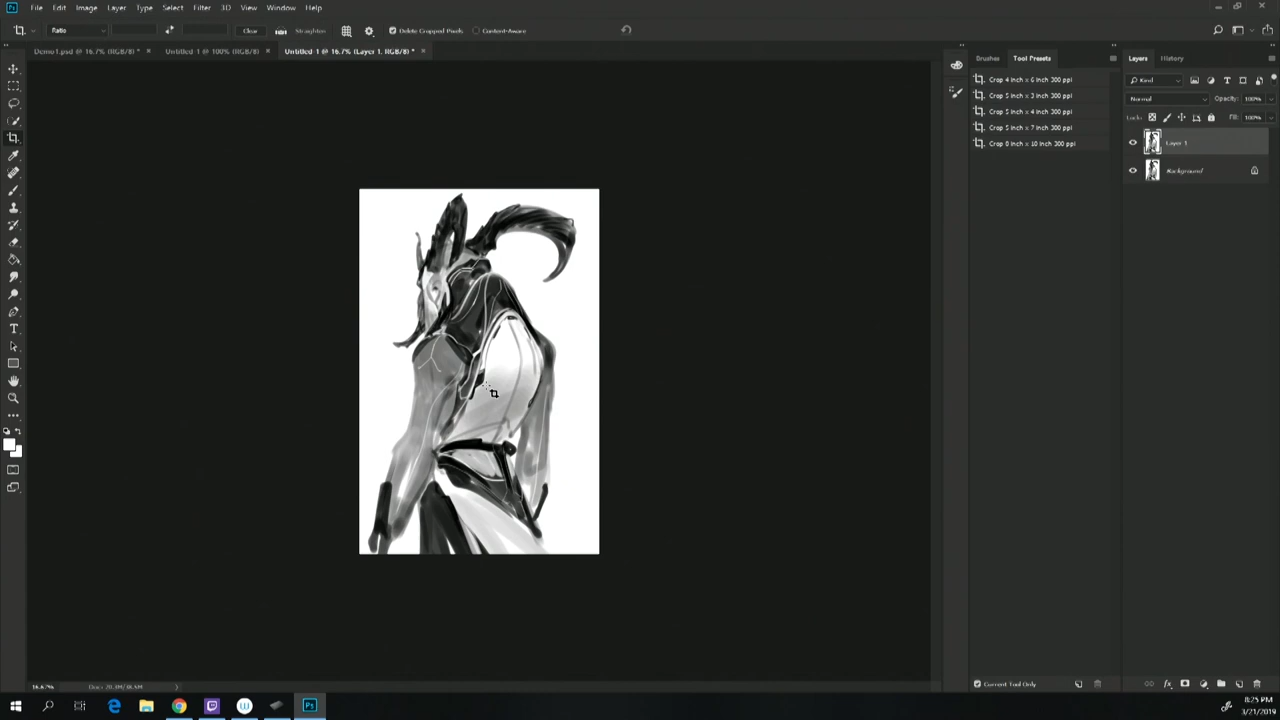 Ps File Edit Image Layer Type Select Filter 3D View Window Help
Ratio Clear Straighten Delete Cropped Pixels Content-Aware
Demo1.psd @ 16.7% (RGB/8) * × Untitled-1 @ 100% (RGB/8) × Untitled-1 @ 16.7% (Layer 1, RGB/8) * ×
Brushes Tool Presets
Layers History
Crop 4 inch x 6 inch 300 ppi
Crop 5 inch x 3 inch 300 ppi
Crop 5 inch x 4 inch 300 ppi
Crop 5 inch x 7 inch 300 ppi
Crop 8 inch x 10 inch 300 ppi
Kind
Normal Opacity: 100%
Lock: Fill: 100%
Layer 1
Background
16.67%
Current Tool Only
Ps
8:25 PM
3/21/2019